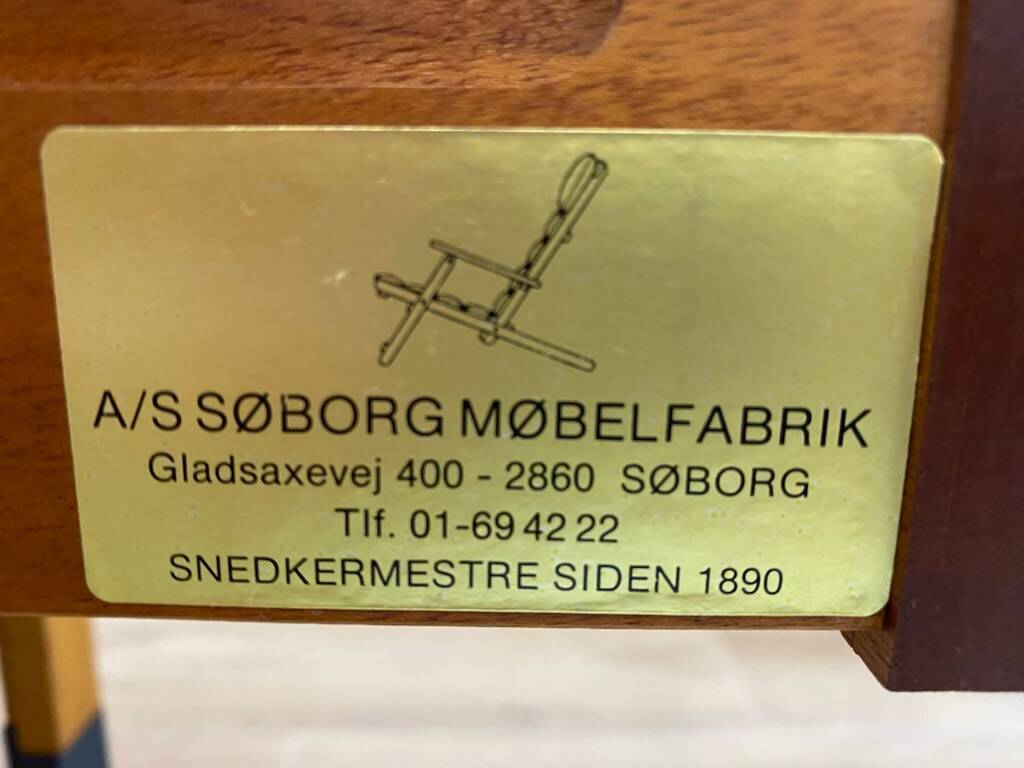 A/S SØBORG MØBELFABRIK
Gladsaxevej 400 - 2860 SØBORG
Tlf. 01-69 42 22
SNEDKERMESTRE SIDEN 1890